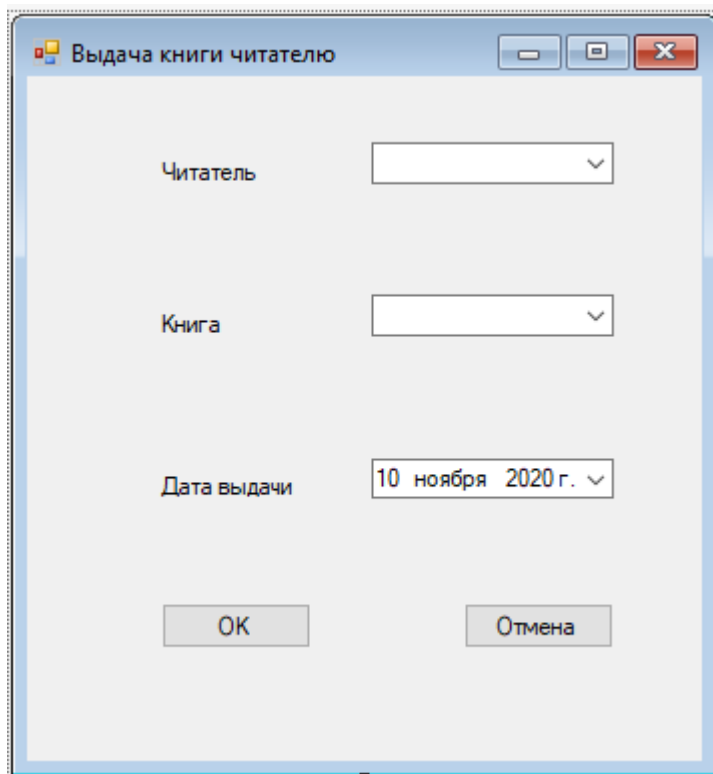 Выдача книги читателю
Читатель
Книга
Дата выдачи
10 ноября 2020 г.
OK
Отмена